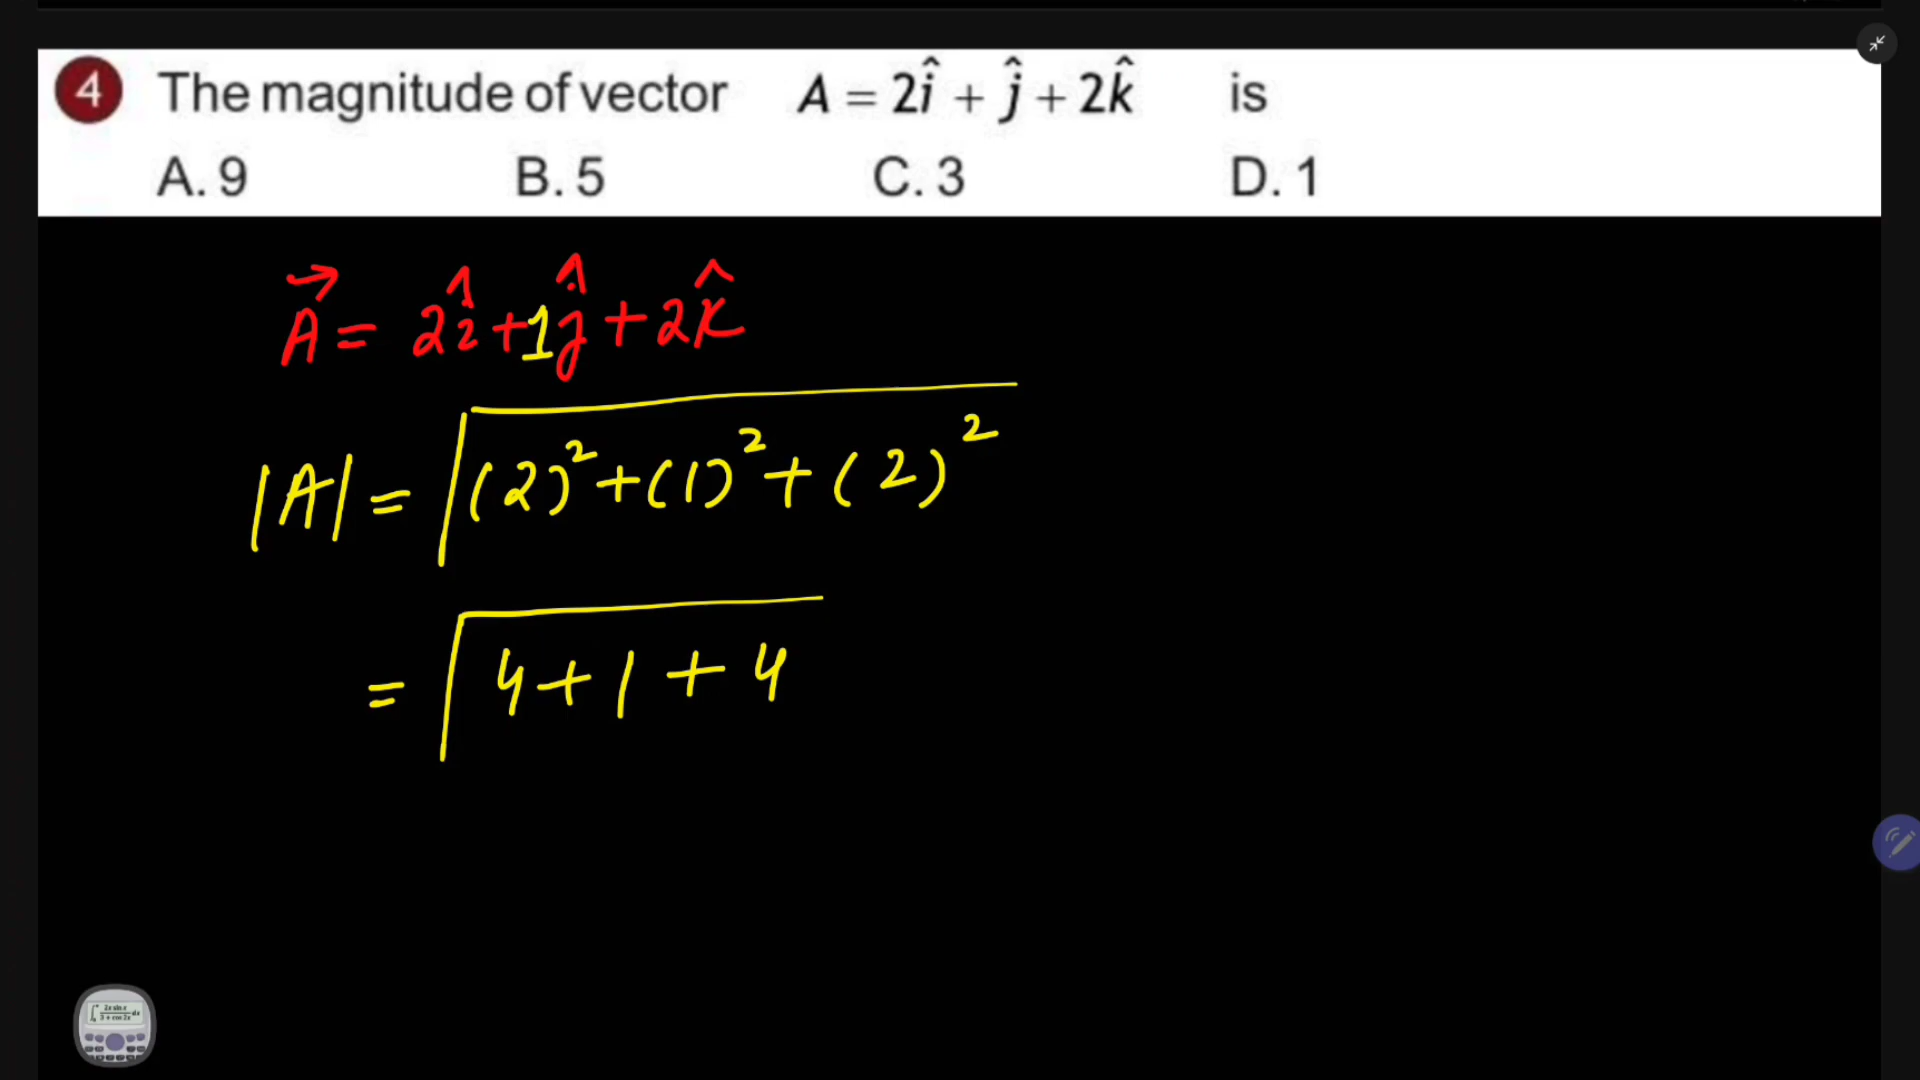 4 The magnitude of vector A = 2î + ĵ + 2k̂ is
A. 9 B. 5 C. 3 D. 1
A⃗ = 2î + 1ĵ + 2k̂
|A| = √(2)² + (1)² + (2)²
= √4 + 1 + 4